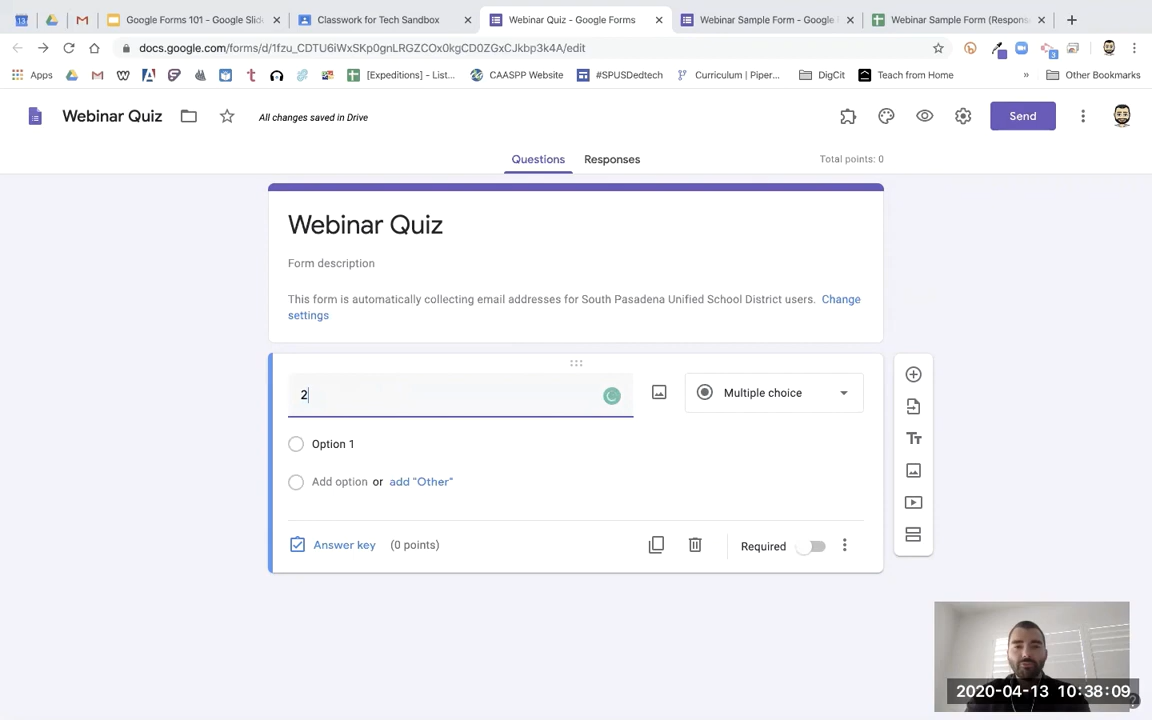 Google Forms 101 - Google Slid
Classwork for Tech Sandbox
Webinar Quiz - Google Forms
Webinar Sample Form - Google
Webinar Sample Form (Respons
docs.google.com/forms/d/1fzu_CDTU6iWxSKp0gnLRGZCOx0kgCD0ZGxCJkbp3k4A/edit
Apps
[Expeditions] - List...
CAASPP Website
#SPUSDedtech
Curriculum | Piper...
DigCit
Teach from Home
»
Other Bookmarks
Webinar Quiz
All changes saved in Drive
Send
Questions
Responses
Total points: 0
Webinar Quiz
Form description
This form is automatically collecting email addresses for South Pasadena Unified School District users. Change
settings
2
Multiple choice
Option 1
Add option or add "Other"
Answer key (0 points)
Required
2020-04-13 10:38:09